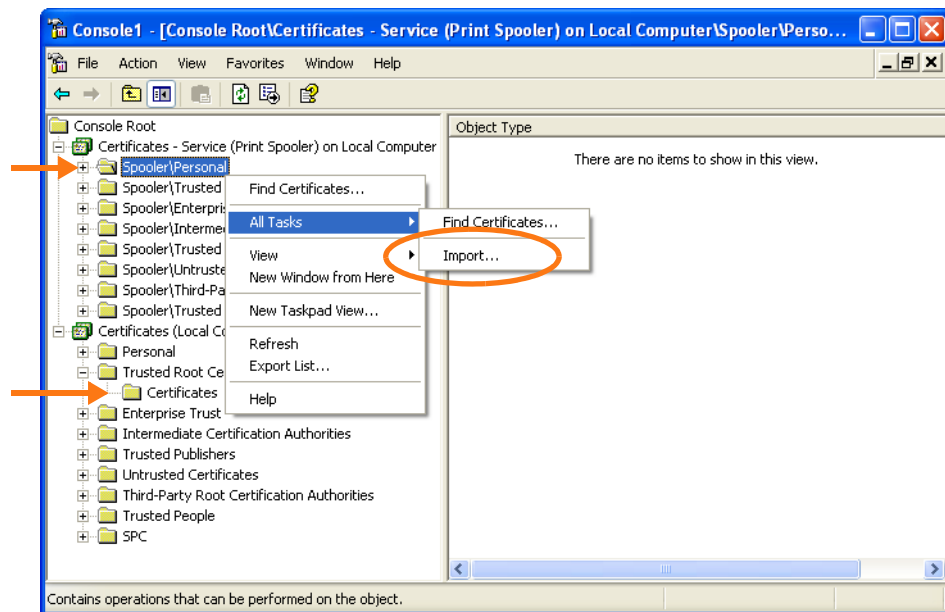 Console1 - [Console Root\Certificates - Service (Print Spooler) on Local Computer\Spooler\Perso...
File Action View Favorites Window Help
Console Root
Certificates - Service (Print Spooler) on Local Computer
Spooler\Personal
Spooler\Trusted
Spooler\Enterpri
Spooler\Interme
Spooler\Trusted
Spooler\Untruste
Spooler\Third-Pa
Spooler\Trusted
Certificates (Local Co
Personal
Trusted Root Ce
Certificates
Enterprise Trust
Intermediate Certification Authorities
Trusted Publishers
Untrusted Certificates
Third-Party Root Certification Authorities
Trusted People
SPC
Find Certificates...
All Tasks
View
New Window from Here
New Taskpad View...
Refresh
Export List...
Help
Find Certificates...
Import...
Object Type
There are no items to show in this view.
Contains operations that can be performed on the object.